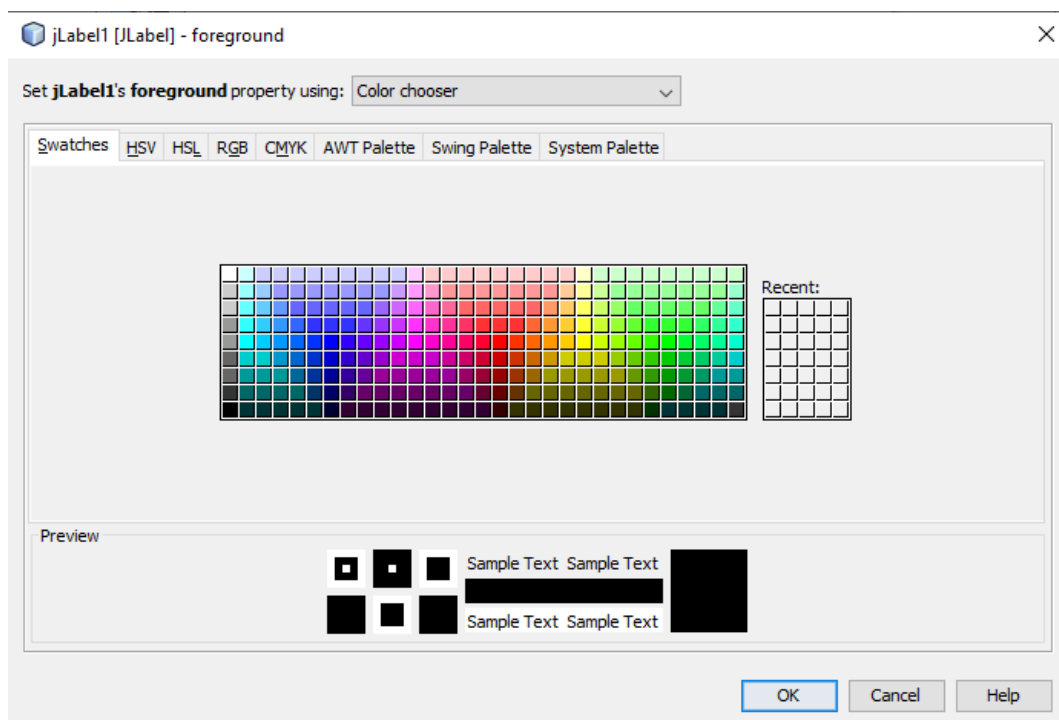 jLabel1 [JLabel] - foreground
Set jLabel1's foreground property using: Color chooser
Swatches HSV HSL RGB CMYK AWT Palette Swing Palette System Palette
Recent:
Preview
Sample Text Sample Text
Sample Text Sample Text
OK Cancel Help